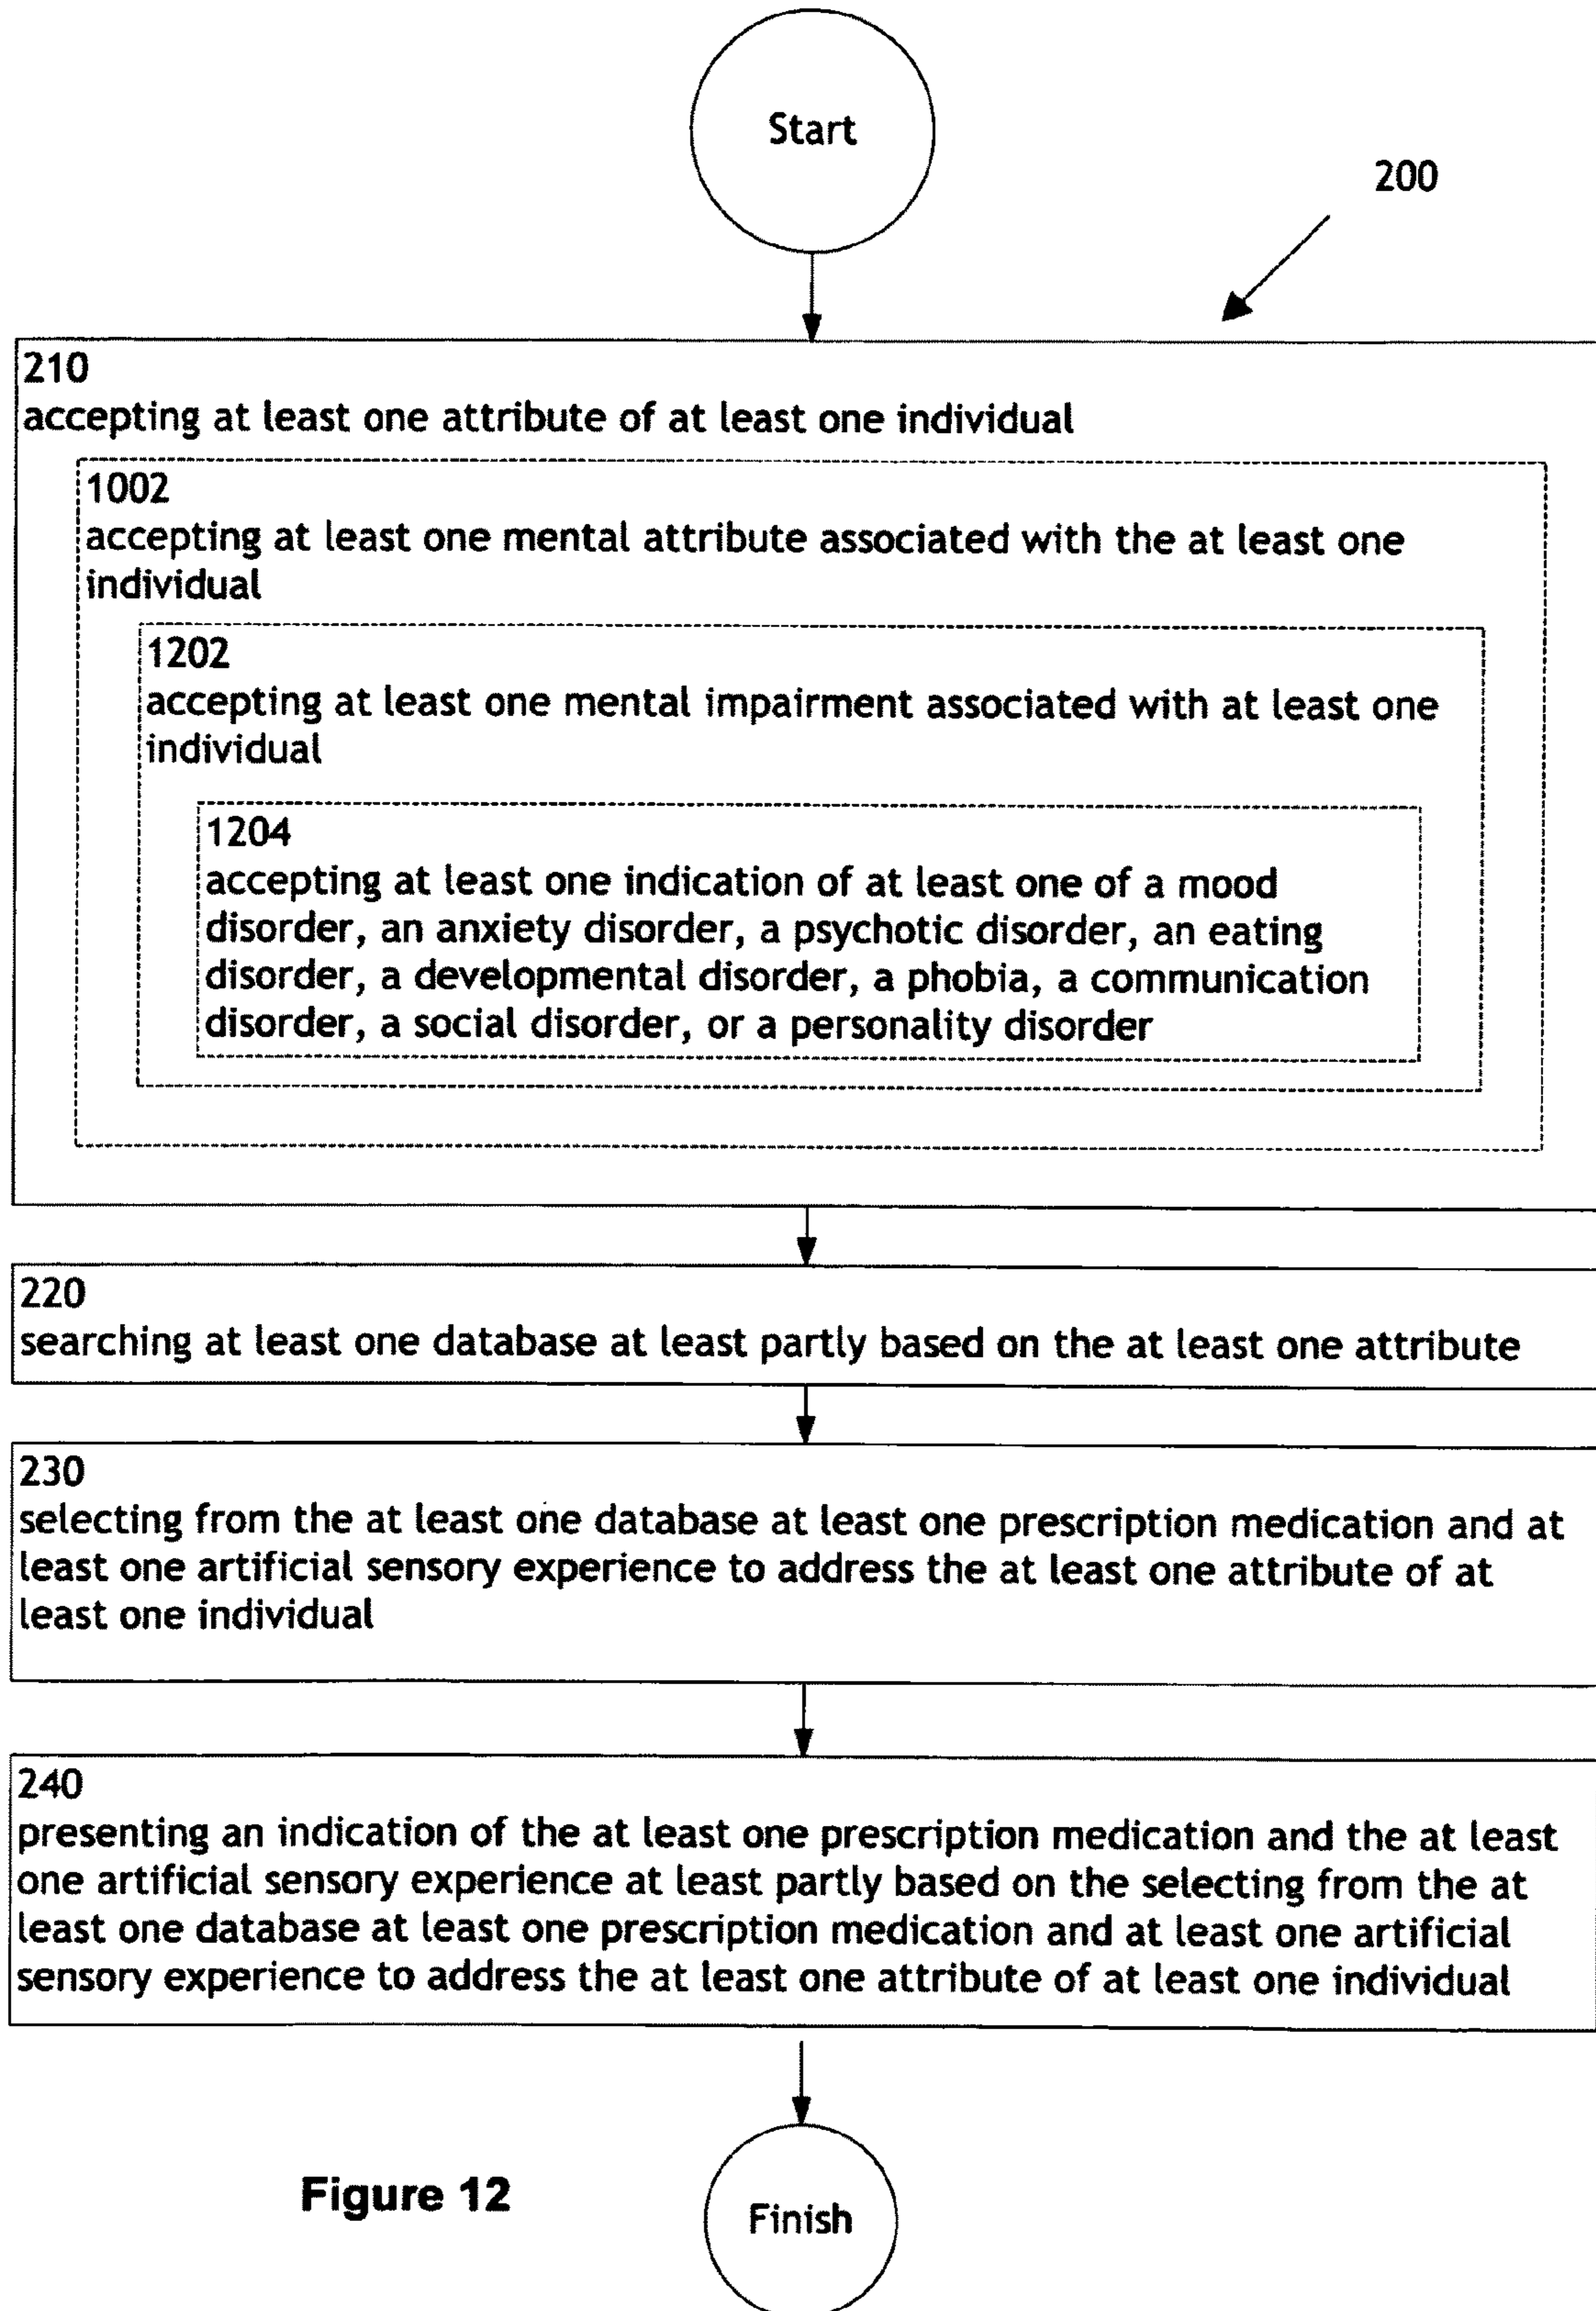 Start
200
210
accepting at least one attribute of at least one individual
1002
accepting at least one mental attribute associated with the at least one
individual
1202
accepting at least one mental impairment associated with at least one
individual
1204
accepting at least one indication of at least one of a mood
disorder, an anxiety disorder, a psychotic disorder, an eating
disorder, a developmental disorder, a phobia, a communication
disorder, a social disorder, or a personality disorder
220
searching at least one database at least partly based on the at least one attribute
230
selecting from the at least one database at least one prescription medication and at
least one artificial sensory experience to address the at least one attribute of at
least one individual
240
presenting an indication of the at least one prescription medication and the at least
one artificial sensory experience at least partly based on the selecting from the at
least one database at least one prescription medication and at least one artificial
sensory experience to address the at least one attribute of at least one individual
Figure 12
Finish